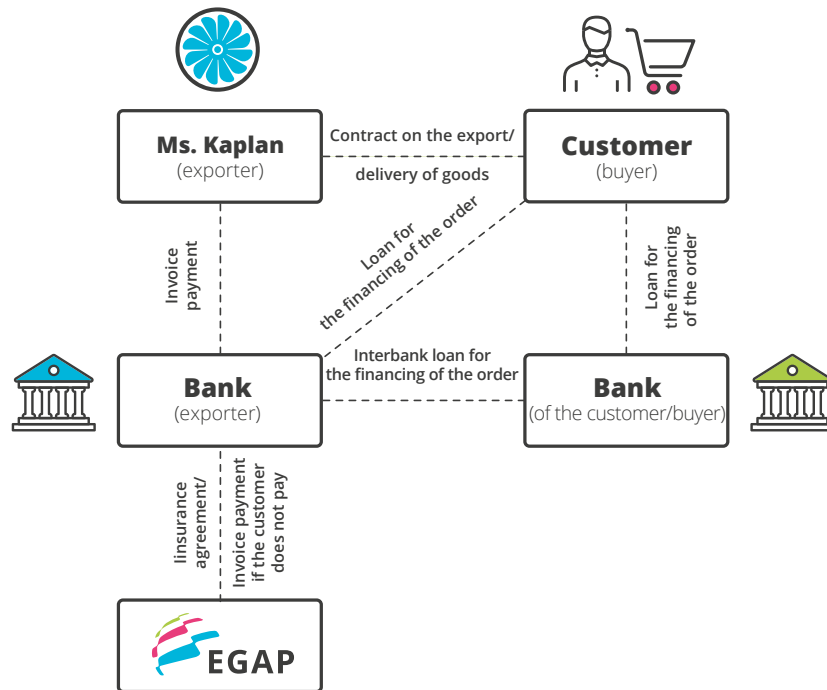 Ms. Kaplan
(exporter)
Contract on the export/
delivery of goods
Customer
(buyer)
Invoice
payment
Loan for
the financing of the order
Loan for
the financing
of the order
Bank
(exporter)
Interbank loan for
the financing of the order
Bank
(of the customer/buyer)
Iinsurance
agreement/
Invoice payment
if the customer
does not pay
EGAP